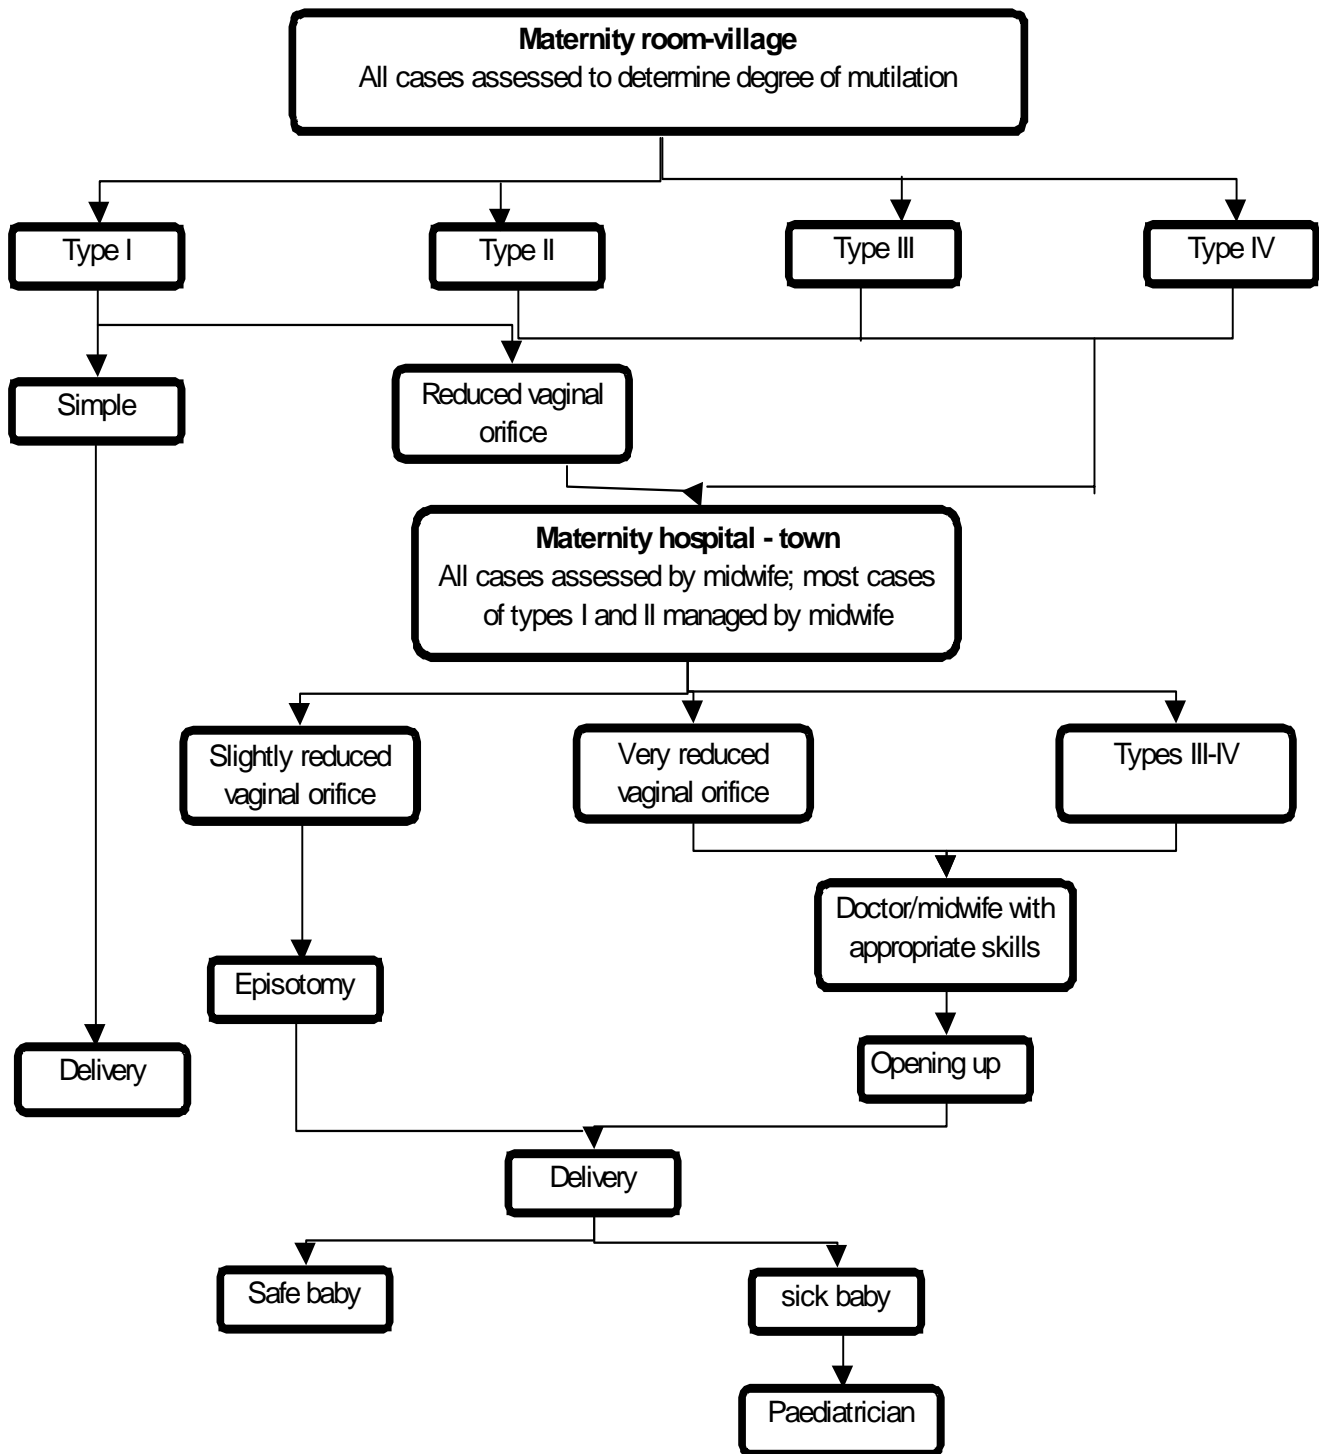 Maternity room-village
All cases assessed to determine degree of mutilation
Type I
Type II
Type III
Type IV
Simple
Reduced vaginal
orifice
Maternity hospital - town
All cases assessed by midwife; most cases
of types I and II managed by midwife
Slightly reduced
vaginal orifice
Very reduced
vaginal orifice
Types III-IV
Doctor/midwife with
appropriate skills
Episotomy
Opening up
Delivery
Delivery
Safe baby
sick baby
Paediatrician